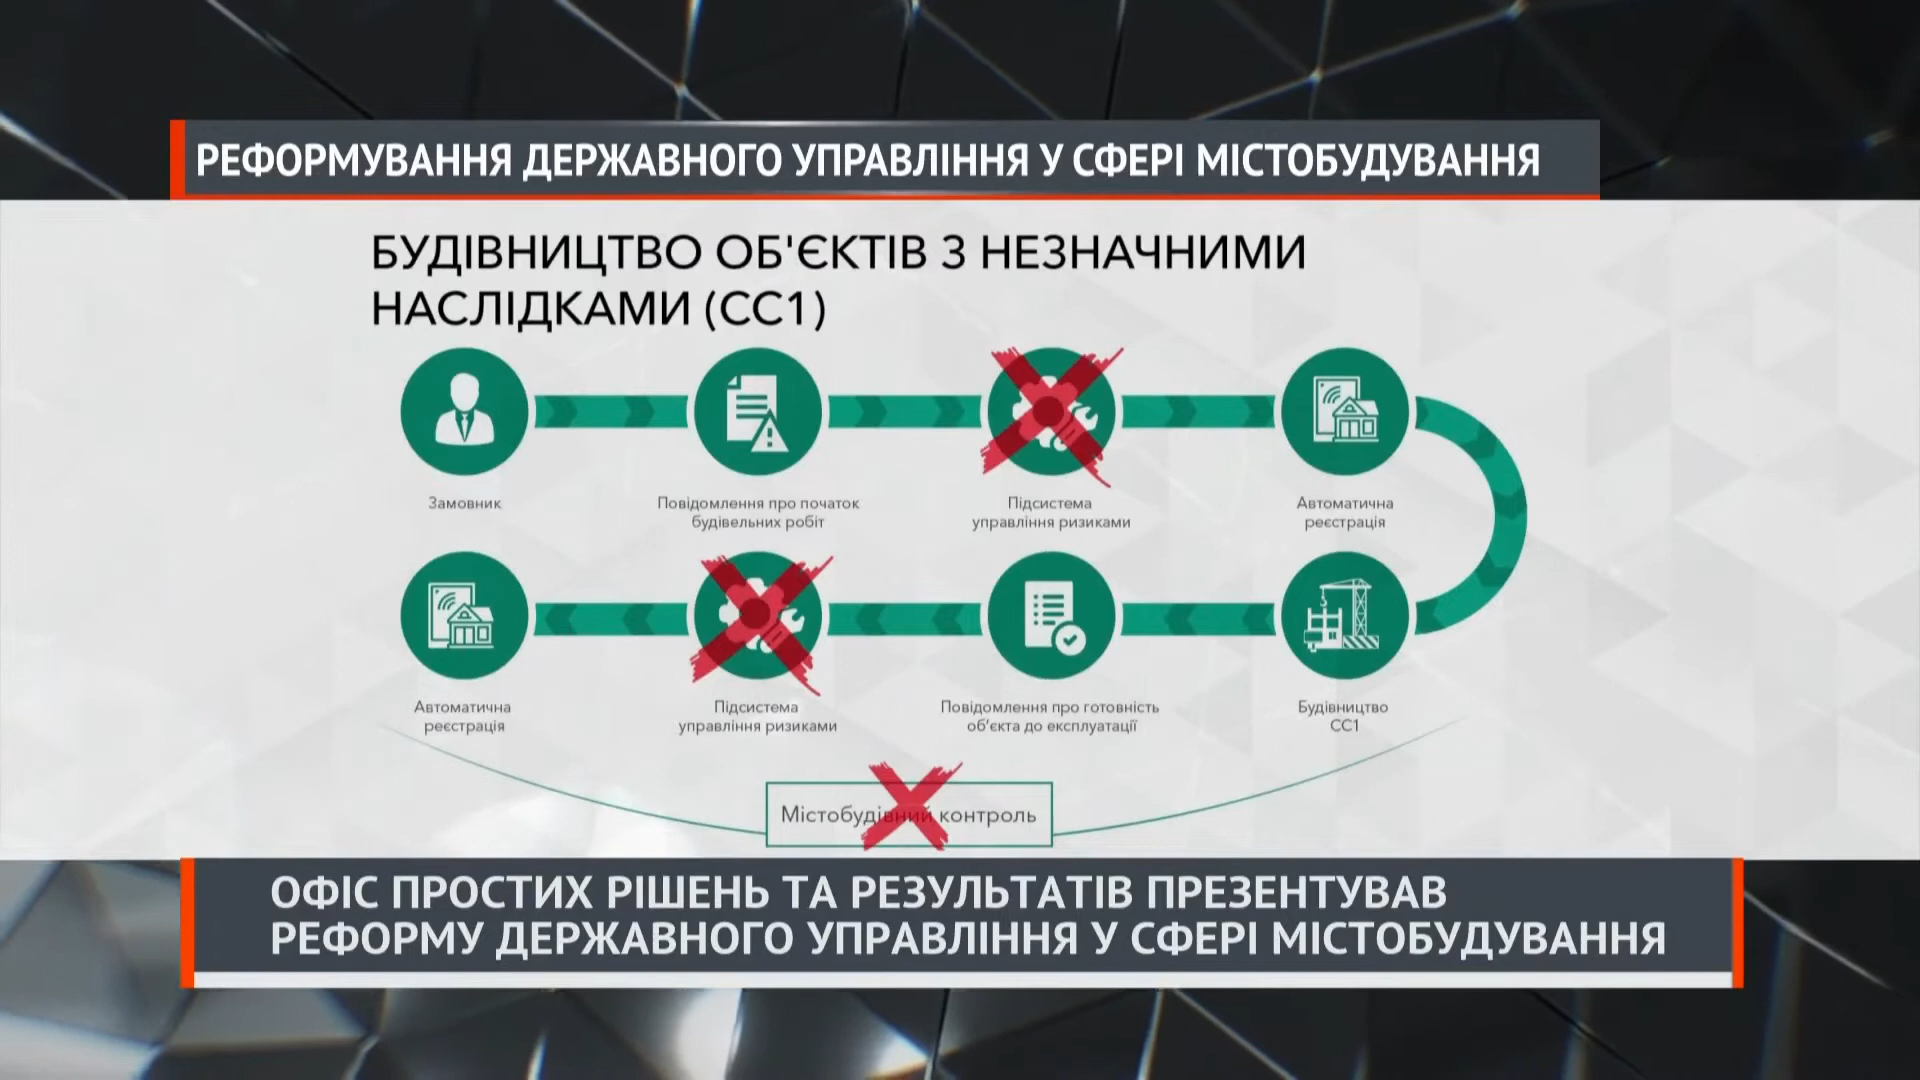 РЕФОРМУВАННЯ ДЕРЖАВНОГО УПРАВЛІННЯ У СФЕРІ МІСТОБУДУВАННЯ
БУДІВНИЦТВО ОБ'ЄКТІВ З НЕЗНАЧНИМИ
НАСЛІДКАМИ (СС1)
Замовник
Повідомлення про початок
будівельних робіт
Підсистема
управління ризиками
Автоматична
реєстрація
Автоматична
реєстрація
Підсистема
управління ризиками
Повідомлення про готовність
об’єкта до експлуатації
Будівництво
СС1
Містобудівний контроль
ОФІС ПРОСТИХ РІШЕНЬ ТА РЕЗУЛЬТАТІВ ПРЕЗЕНТУВАВ
РЕФОРМУ ДЕРЖАВНОГО УПРАВЛІННЯ У СФЕРІ МІСТОБУДУВАННЯ